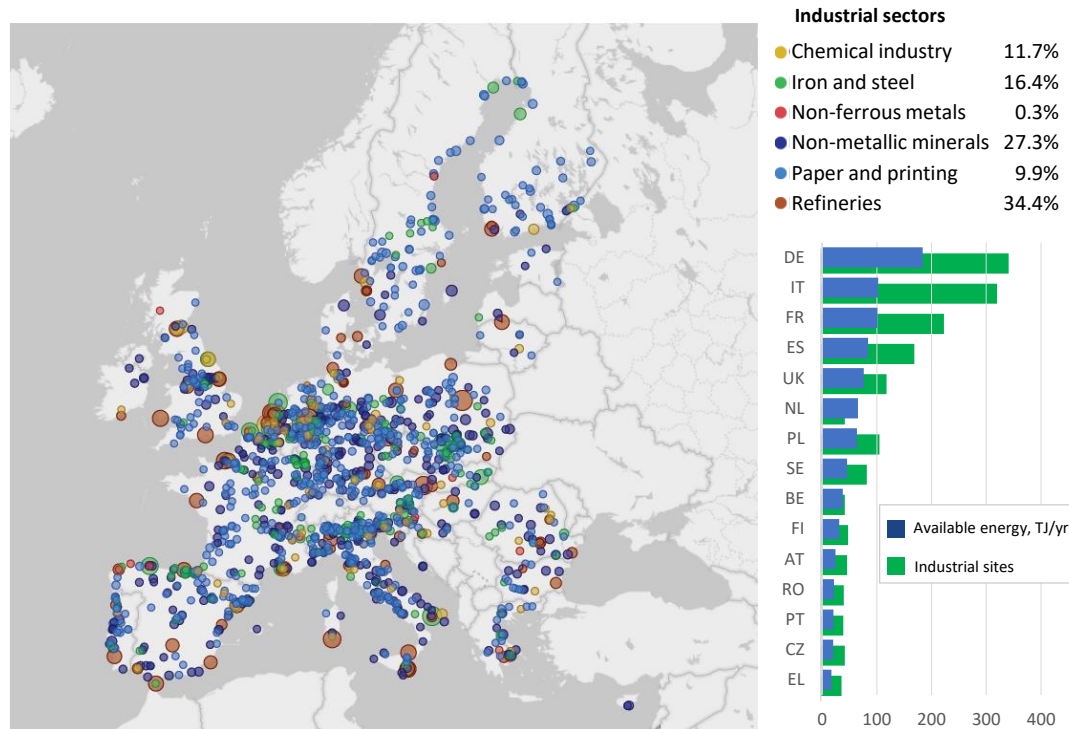 Industrial sectors
Chemical industry 11.7%
Iron and steel 16.4%
Non-ferrous metals 0.3%
Non-metallic minerals 27.3%
Paper and printing 9.9%
Refineries 34.4%
DE
IT
FR
ES
UK
NL
PL
SE
BE
FI
AT
RO
PT
CZ
EL
Available energy, TJ/yr
Industrial sites
0 100 200 300 400